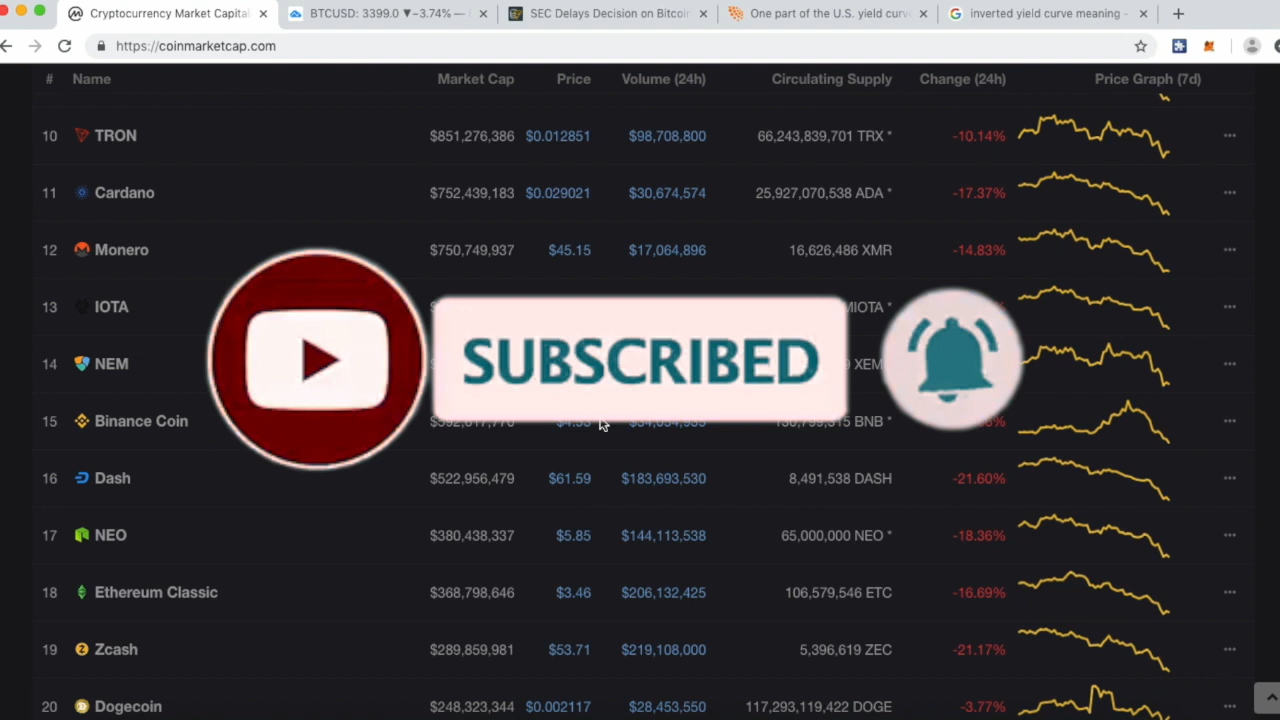 Cryptocurrency Market Capital
BTCUSD: 3399.0 ▼−3.74% —
SEC Delays Decision on Bitcoin
One part of the U.S. yield curve
inverted yield curve meaning -
https://coinmarketcap.com
# Name Market Cap Price Volume (24h) Circulating Supply Change (24h) Price Graph (7d)
10 TRON $851,276,386 $0.012851 $98,708,800 66,243,839,701 TRX * -10.14%
11 Cardano $752,439,183 $0.029021 $30,674,574 25,927,070,538 ADA * -17.37%
12 Monero $750,749,937 $45.15 $17,064,896 16,626,486 XMR -14.83%
13 IOTA MIOTA *
14 NEM XEM
SUBSCRIBED
15 Binance Coin BNB *
16 Dash $522,956,479 $61.59 $183,693,530 8,491,538 DASH -21.60%
17 NEO $380,438,337 $5.85 $144,113,538 65,000,000 NEO * -18.36%
18 Ethereum Classic $368,798,646 $3.46 $206,132,425 106,579,546 ETC -16.69%
19 Zcash $289,859,981 $53.71 $219,108,000 5,396,619 ZEC -21.17%
20 Dogecoin $248,323,344 $0.002117 $28,453,550 117,293,119,422 DOGE -3.77%